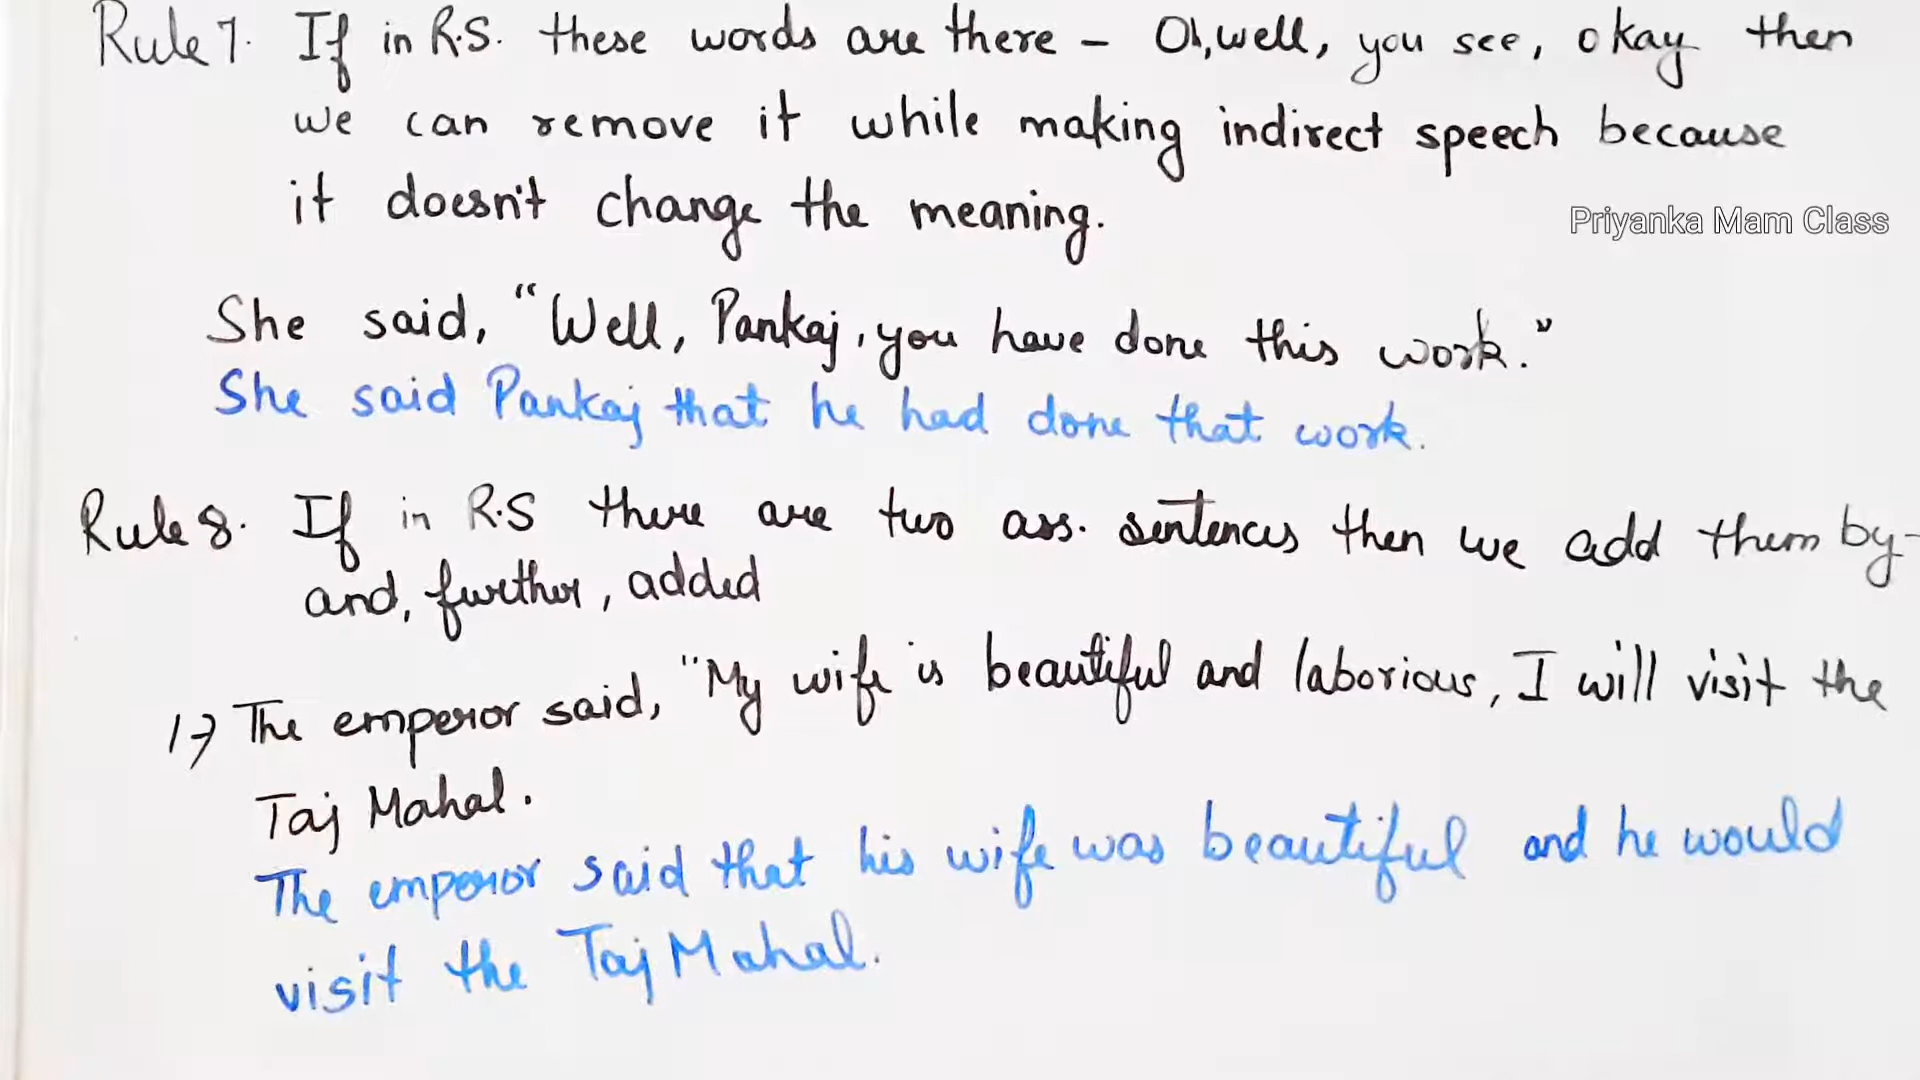 Rule 7. If in R.S. these words are there - Oh, well, you see, okay then
we can remove it while making indirect speech because
it doesn't change the meaning.
Priyanka Mam Class
She said, "Well, Pankaj, you have done this work."
She said Pankaj that he had done that work.
Rule 8. If in R.S there are two ass. sentences then we add them by-
and, further, added
1→ The emperor said, "My wife is beautiful and laborious, I will visit the
Taj Mahal.
The emperor said that his wife was beautiful and he would
visit the Taj Mahal.